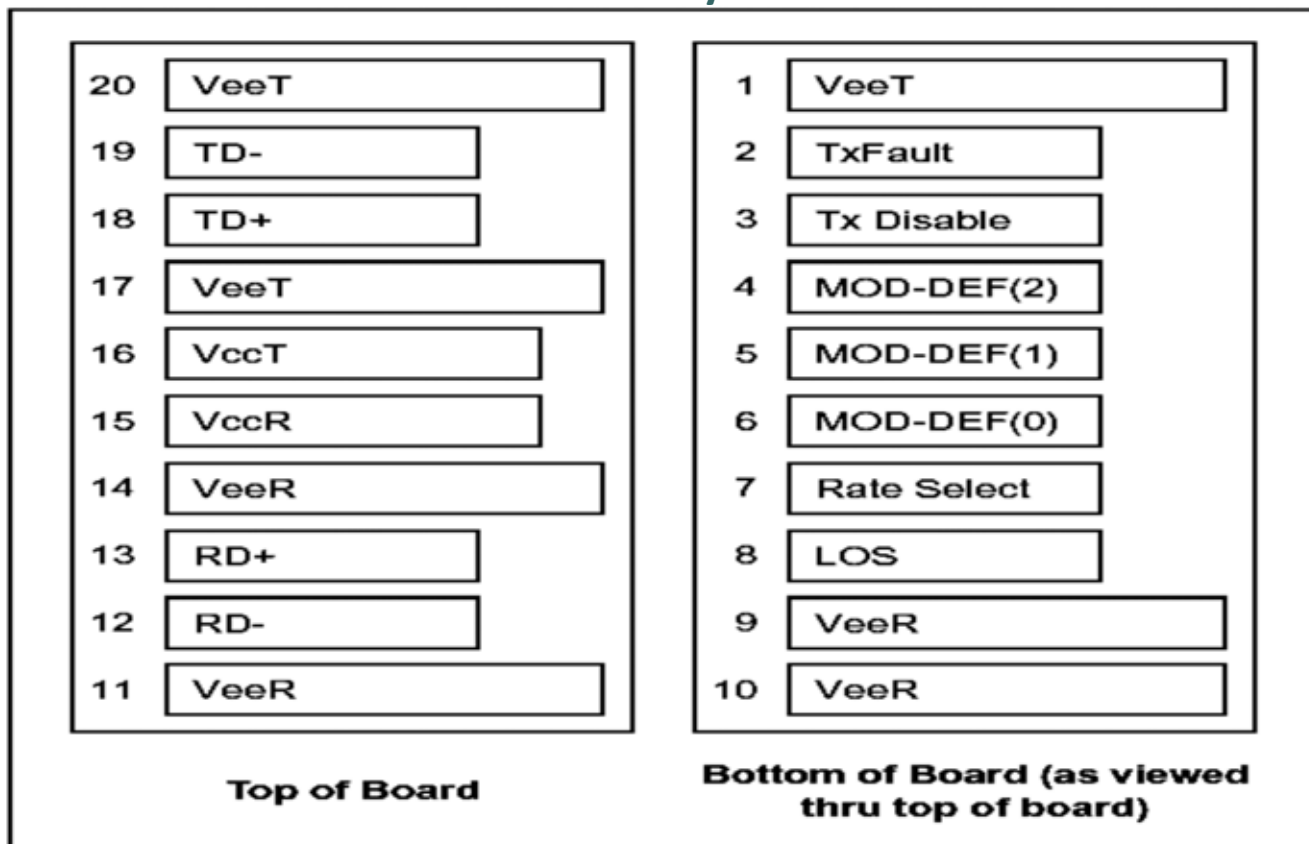 20 VeeT
19 TD-
18 TD+
17 VeeT
16 VccT
15 VccR
14 VeeR
13 RD+
12 RD-
11 VeeR
Top of Board
1 VeeT
2 TxFault
3 Tx Disable
4 MOD-DEF(2)
5 MOD-DEF(1)
6 MOD-DEF(0)
7 Rate Select
8 LOS
9 VeeR
10 VeeR
Bottom of Board (as viewed
thru top of board)